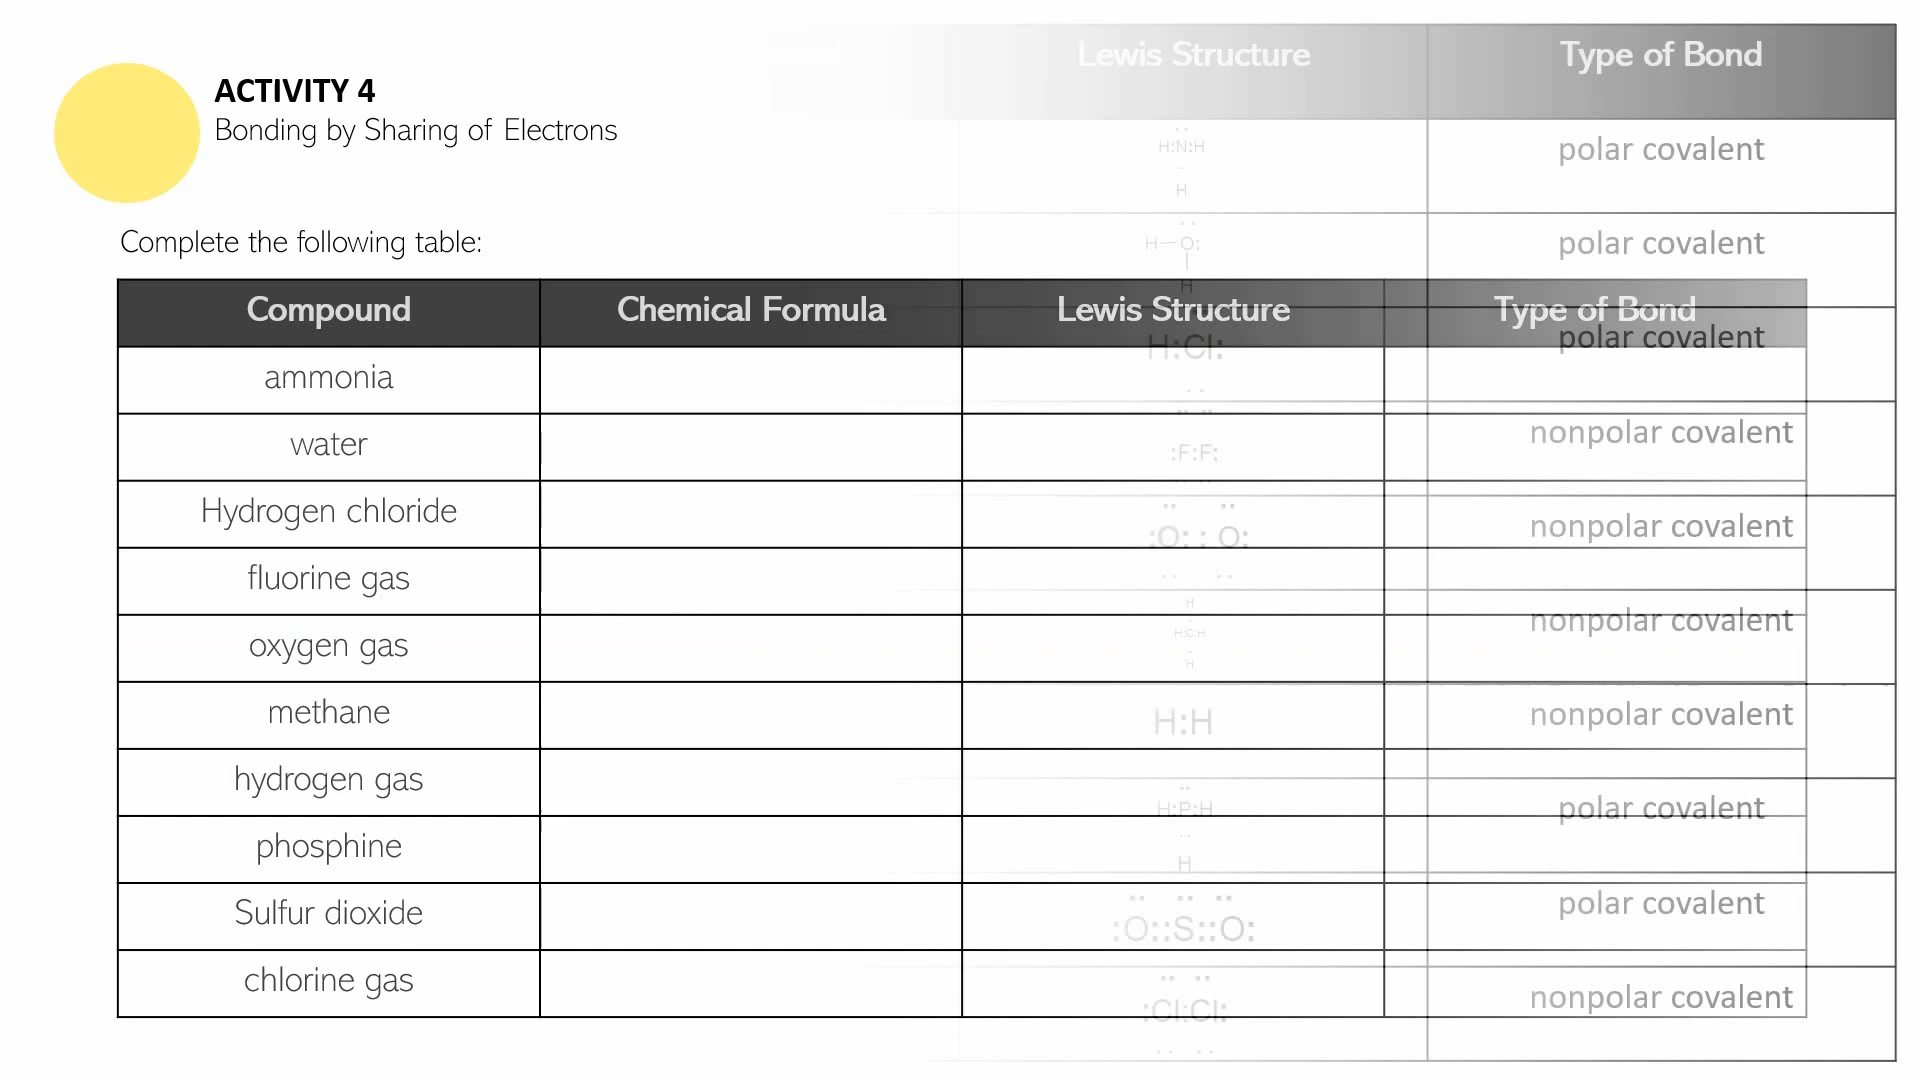 ACTIVITY 4
Bonding by Sharing of Electrons
Complete the following table:
Compound Chemical Formula Lewis Structure Type of Bond
ammonia
water
Hydrogen chloride
fluorine gas
oxygen gas
methane
hydrogen gas
phosphine
Sulfur dioxide
chlorine gas
Lewis Structure Type of Bond
H:N:H
H
polar covalent
H—O:
H
polar covalent
H:Cl:
polar covalent
:F:F:
nonpolar covalent
:O: : O:
nonpolar covalent
H
H:C:H
H
nonpolar covalent
H:H
nonpolar covalent
H:P:H
H
polar covalent
:O::S::O:
polar covalent
:Cl:Cl:
nonpolar covalent